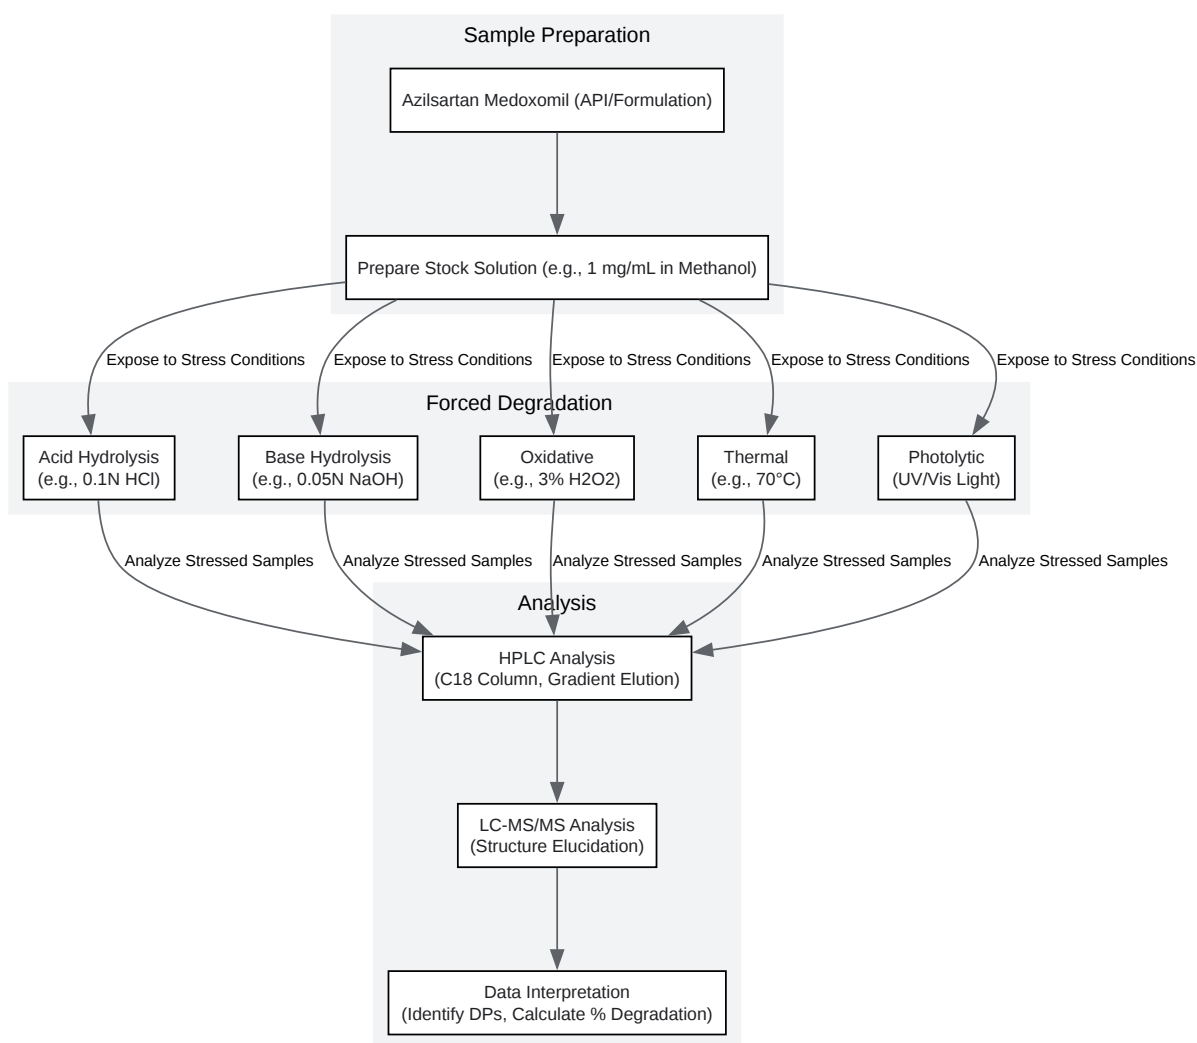 Sample Preparation
Azilsartan Medoxomil (API/Formulation)
Prepare Stock Solution (e.g., 1 mg/mL in Methanol)
Expose to Stress Conditions
Expose to Stress Conditions
Expose to Stress Conditions
Expose to Stress Conditions
Expose to Stress Conditions
Forced Degradation
Acid Hydrolysis
(e.g., 0.1N HCl)
Base Hydrolysis
(e.g., 0.05N NaOH)
Oxidative
(e.g., 3% H2O2)
Thermal
(e.g., 70°C)
Photolytic
(UV/Vis Light)
Analyze Stressed Samples
Analyze Stressed Samples
Analyze Stressed Samples
Analyze Stressed Samples
Analyze Stressed Samples
Analysis
HPLC Analysis
(C18 Column, Gradient Elution)
LC-MS/MS Analysis
(Structure Elucidation)
Data Interpretation
(Identify DPs, Calculate % Degradation)